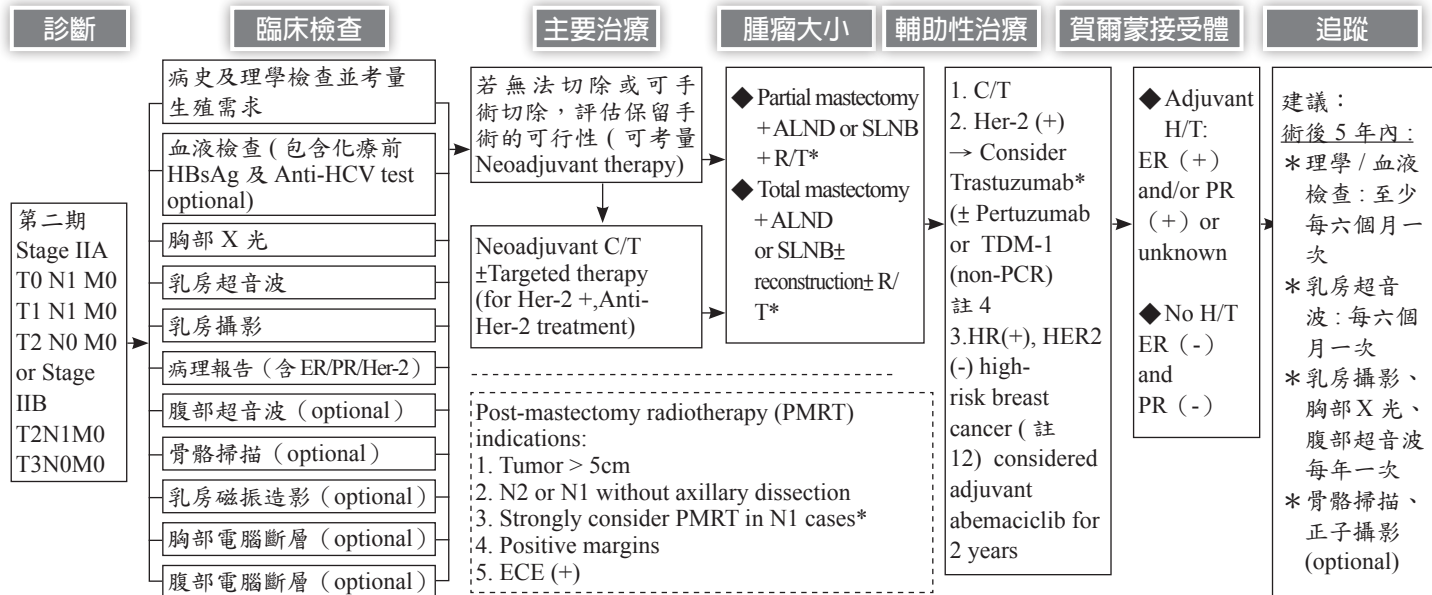 診斷
臨床檢查
主要治療
腫瘤大小
輔助性治療
賀爾蒙接受體
追蹤
第二期
Stage IIA
T0 N1 M0
T1 N1 M0
T2 N0 M0
or Stage
IIB
T2N1M0
T3N0M0
病史及理學檢查並考量
生殖需求
血液檢查 ( 包含化療前
HBsAg 及 Anti-HCV test
optional)
胸部 X 光
乳房超音波
乳房攝影
病理報告（含 ER/PR/Her-2）
腹部超音波（optional）
骨骼掃描（optional）
乳房磁振造影（optional）
胸部電腦斷層（optional）
腹部電腦斷層（optional）
若無法切除或可手
術切除，評估保留手
術的可行性 ( 可考量
Neoadjuvant therapy)
Neoadjuvant C/T
±Targeted therapy
(for Her-2 +,Anti-
Her-2 treatment)
Post-mastectomy radiotherapy (PMRT)
indications:
1. Tumor > 5cm
2. N2 or N1 without axillary dissection
3. Strongly consider PMRT in N1 cases*
4. Positive margins
5. ECE (+)
◆ Partial mastectomy
+ALND or SLNB
+R/T*
◆ Total mastectomy
+ALND
or SLNB±
reconstruction± R/
T*
1. C/T
2. Her-2 (+)
→ Consider
Trastuzumab*
(± Pertuzumab
or TDM-1
(non-PCR)
註 4
3.HR(+), HER2
(-) high-
risk breast
cancer ( 註
12) considered
adjuvant
abemaciclib for
2 years
◆ Adjuvant
H/T:
ER（+）
and/or PR
（+）or
unknown
◆ No H/T
ER（-）
and
PR（-）
建議：
術後 5 年內 :
＊理學 / 血液
檢查 : 至少
每六個月一
次
＊乳房超音
波 : 每六個
月一次
＊乳房攝影、
胸部 X 光、
腹部超音波
每年一次
＊骨骼掃描、
正子攝影
(optional)